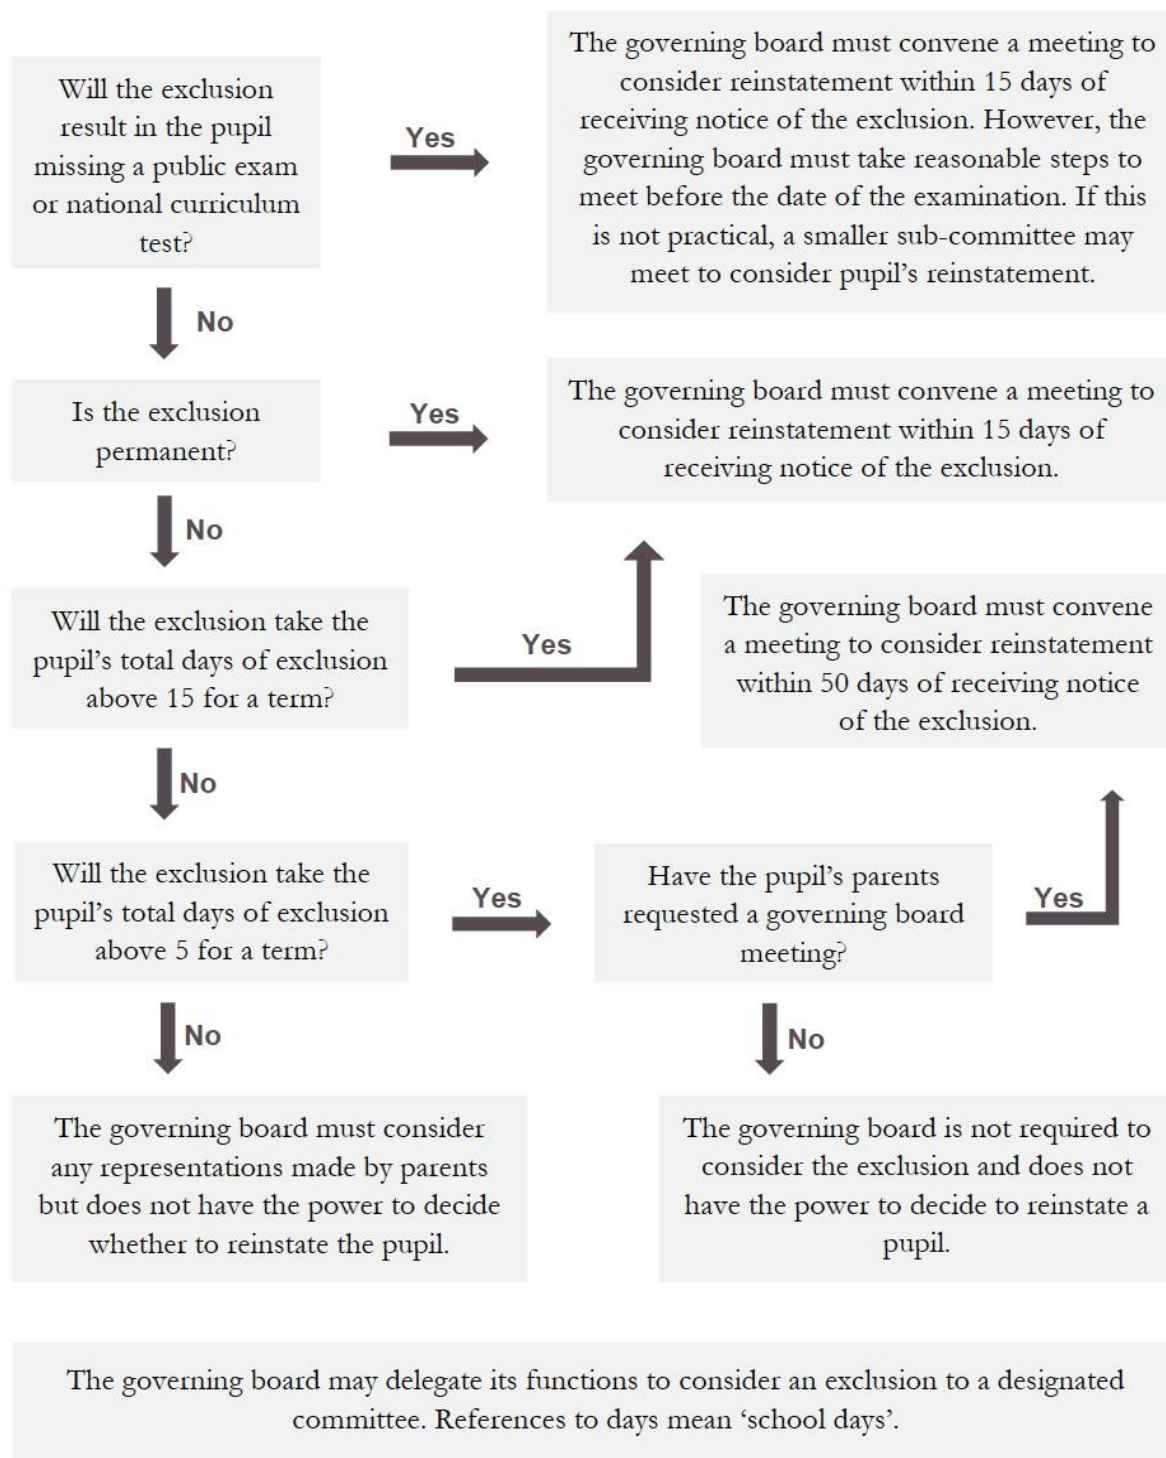 Will the exclusion
result in the pupil
missing a public exam
or national curriculum
test?
Yes
The governing board must convene a meeting to
consider reinstatement within 15 days of
receiving notice of the exclusion. However, the
governing board must take reasonable steps to
meet before the date of the examination. If this
is not practical, a smaller sub-committee may
meet to consider pupil’s reinstatement.
No
Is the exclusion
permanent?
Yes
The governing board must convene a meeting to
consider reinstatement within 15 days of
receiving notice of the exclusion.
No
Will the exclusion take the
pupil’s total days of exclusion
above 15 for a term?
Yes
The governing board must convene
a meeting to consider reinstatement
within 50 days of receiving notice
of the exclusion.
No
Will the exclusion take the
pupil’s total days of exclusion
above 5 for a term?
Yes
Have the pupil’s parents
requested a governing board
meeting?
Yes
No
No
The governing board must consider
any representations made by parents
but does not have the power to decide
whether to reinstate the pupil.
The governing board is not required to
consider the exclusion and does not
have the power to decide to reinstate a
pupil.
The governing board may delegate its functions to consider an exclusion to a designated
committee. References to days mean ‘school days’.